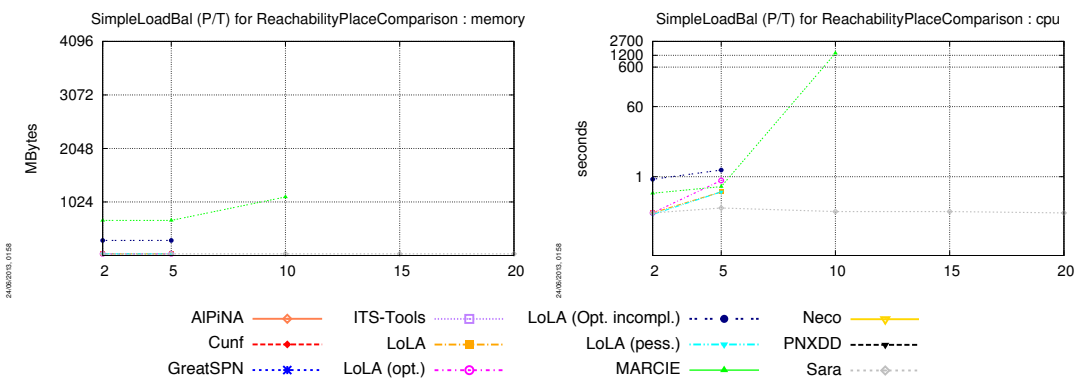 SimpleLoadBal (P/T) for ReachabilityPlaceComparison : memory
4096
3072
2048
1024
MBytes
2 5 10 15 20
24/06/2013, 01:58
SimpleLoadBal (P/T) for ReachabilityPlaceComparison : cpu
2700
1200
600
60
1
seconds
2 5 10 15 20
24/06/2013, 01:58
AlPiNA
Cunf
GreatSPN
ITS-Tools
LoLA
LoLA (opt.)
LoLA (Opt. incompl.)
LoLA (pess.)
MARCIE
Neco
PNXDD
Sara